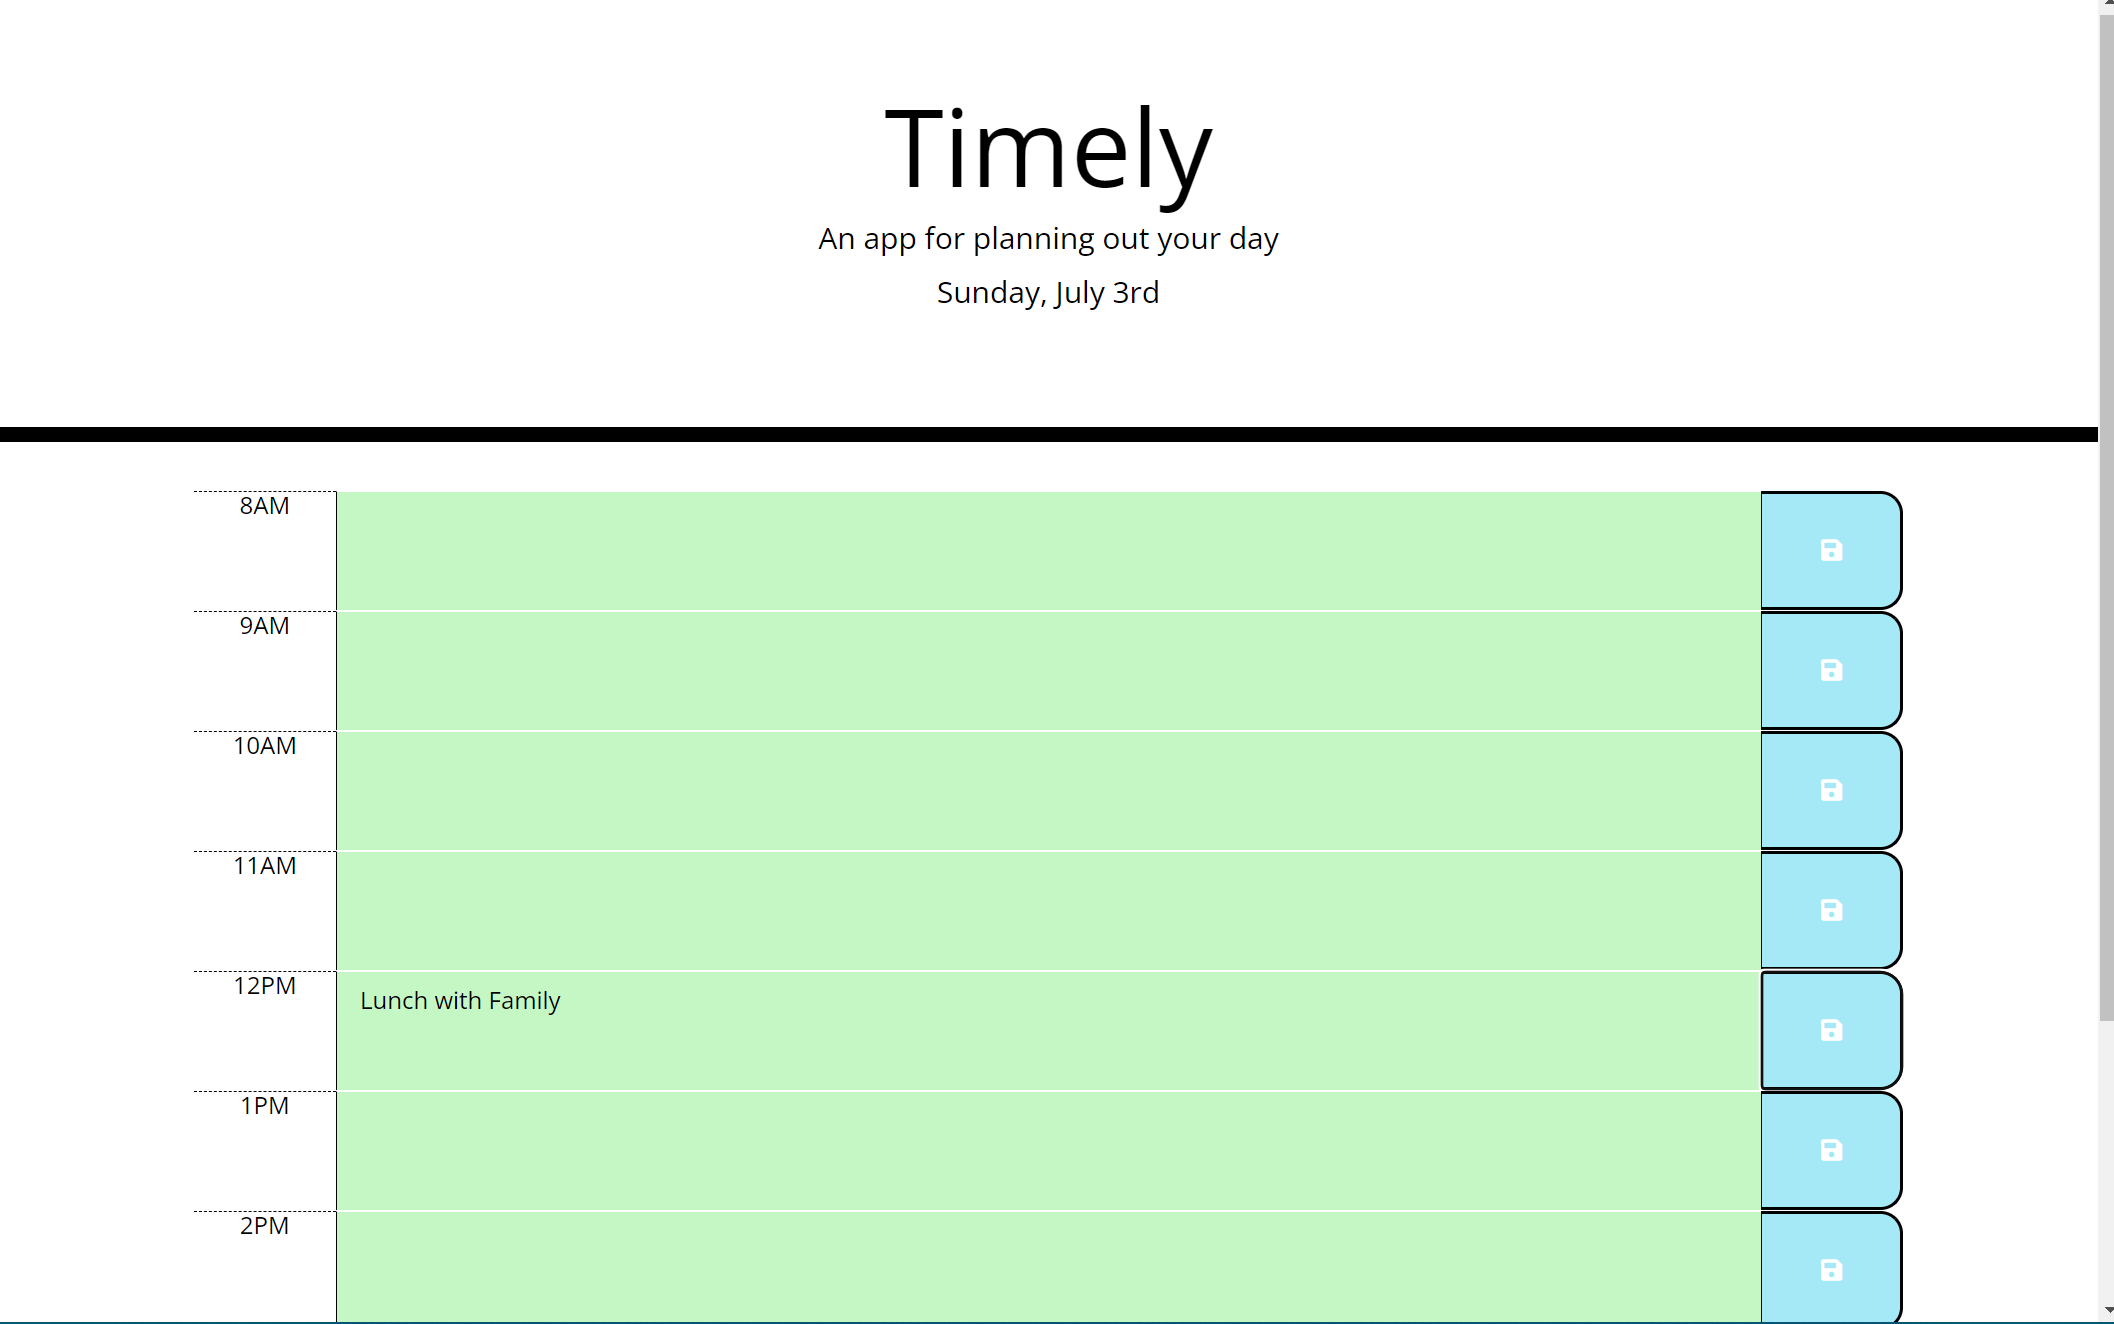 Timely
An app for planning out your day
Sunday, July 3rd
8AM
9AM
10AM
11AM
12PM
Lunch with Family
1PM
2PM